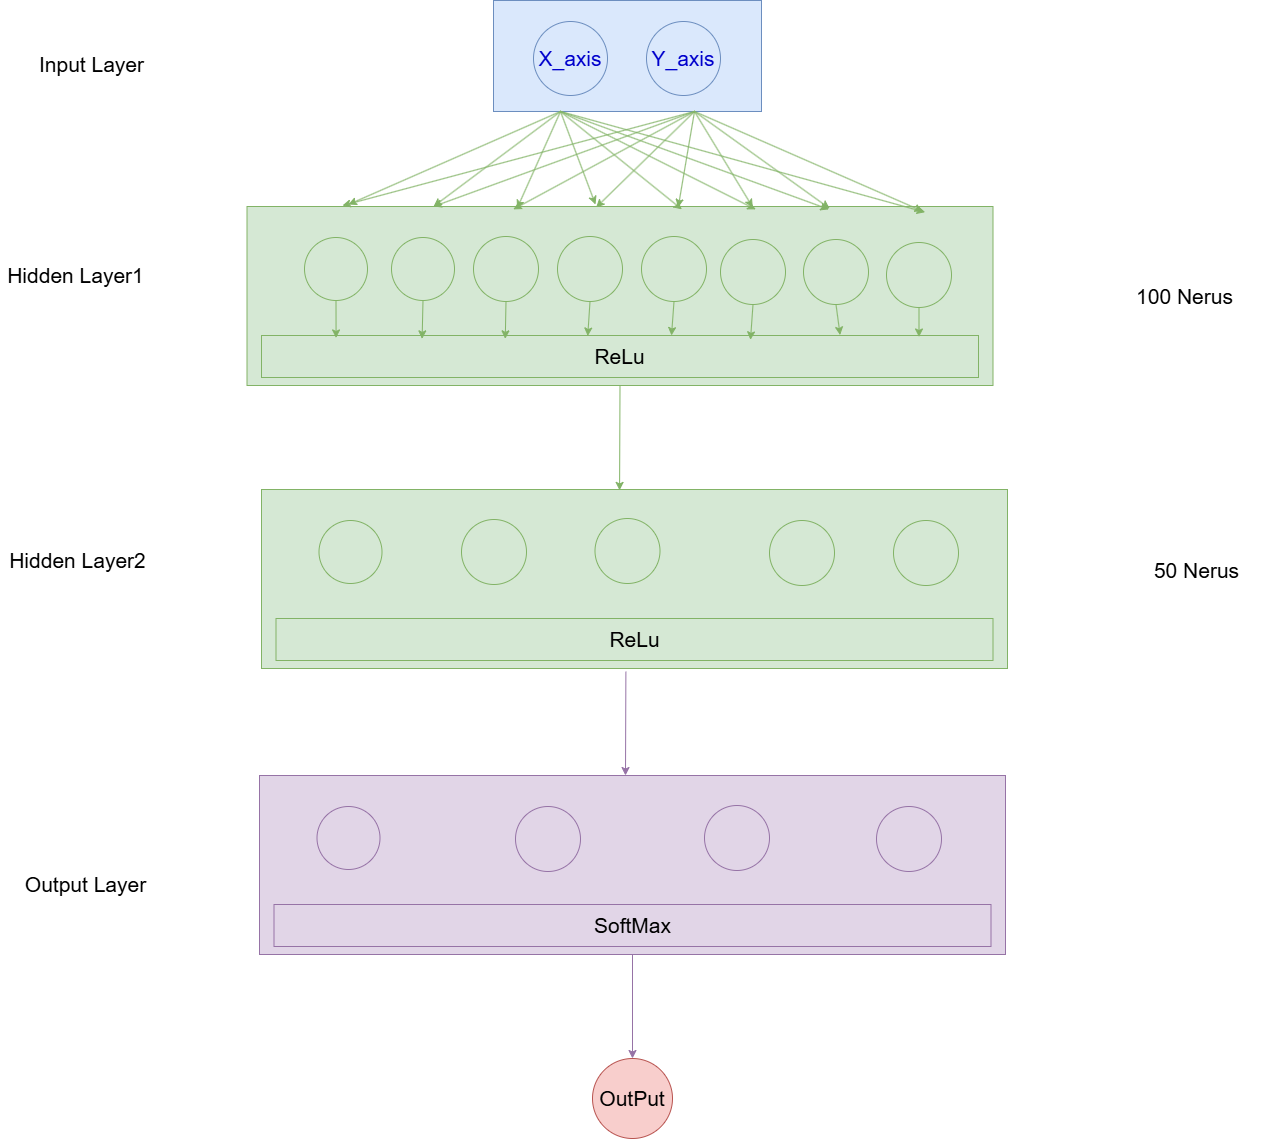 Input Layer
X_axis
Y_axis
Hidden Layer1
100 Nerus
ReLu
Hidden Layer2
50 Nerus
ReLu
Output Layer
SoftMax
OutPut